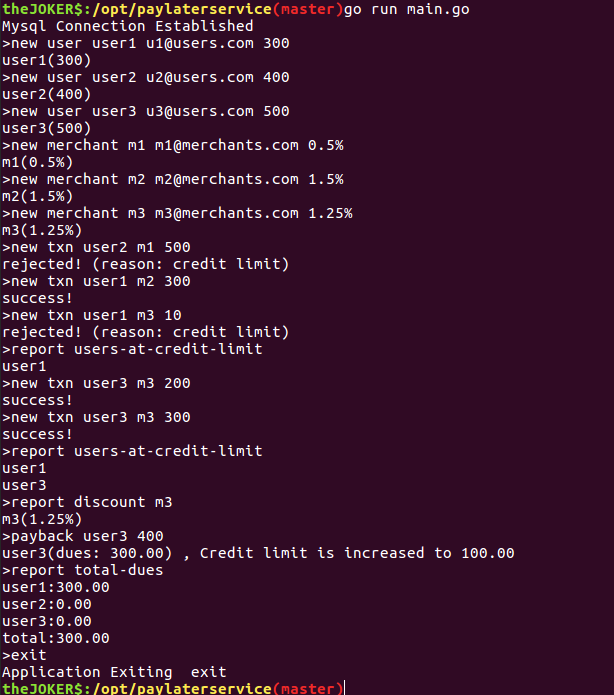 theJOKER$:/opt/paylaterservice(master)go run main.go
Mysql Connection Established
>new user user1 u1@users.com 300
user1(300)
>new user user2 u2@users.com 400
user2(400)
>new user user3 u3@users.com 500
user3(500)
>new merchant m1 m1@merchants.com 0.5%
m1(0.5%)
>new merchant m2 m2@merchants.com 1.5%
m2(1.5%)
>new merchant m3 m3@merchants.com 1.25%
m3(1.25%)
>new txn user2 m1 500
rejected! (reason: credit limit)
>new txn user1 m2 300
success!
>new txn user1 m3 10
rejected! (reason: credit limit)
>report users-at-credit-limit
user1
>new txn user3 m3 200
success!
>new txn user3 m3 300
success!
>report users-at-credit-limit
user1
user3
>report discount m3
m3(1.25%)
>payback user3 400
user3(dues: 300.00) , Credit limit is increased to 100.00
>report total-dues
user1:300.00
user2:0.00
user3:0.00
total:300.00
>exit
Application Exiting  exit
theJOKER$:/opt/paylaterservice(master)